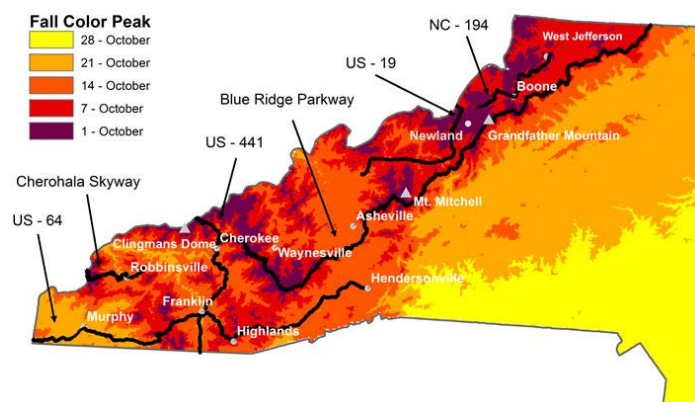 Fall Color Peak
28 - October
21 - October
14 - October
7 - October
1 - October
NC - 194
West Jefferson
US - 19
Boone
Blue Ridge Parkway
Newland
Grandfather Mountain
US - 441
Cherohala Skyway
Mt. Mitchell
US - 64
Asheville
Clingmans Dome
Cherokee
Waynesville
Robbinsville
Hendersonville
Franklin
Murphy
Highlands